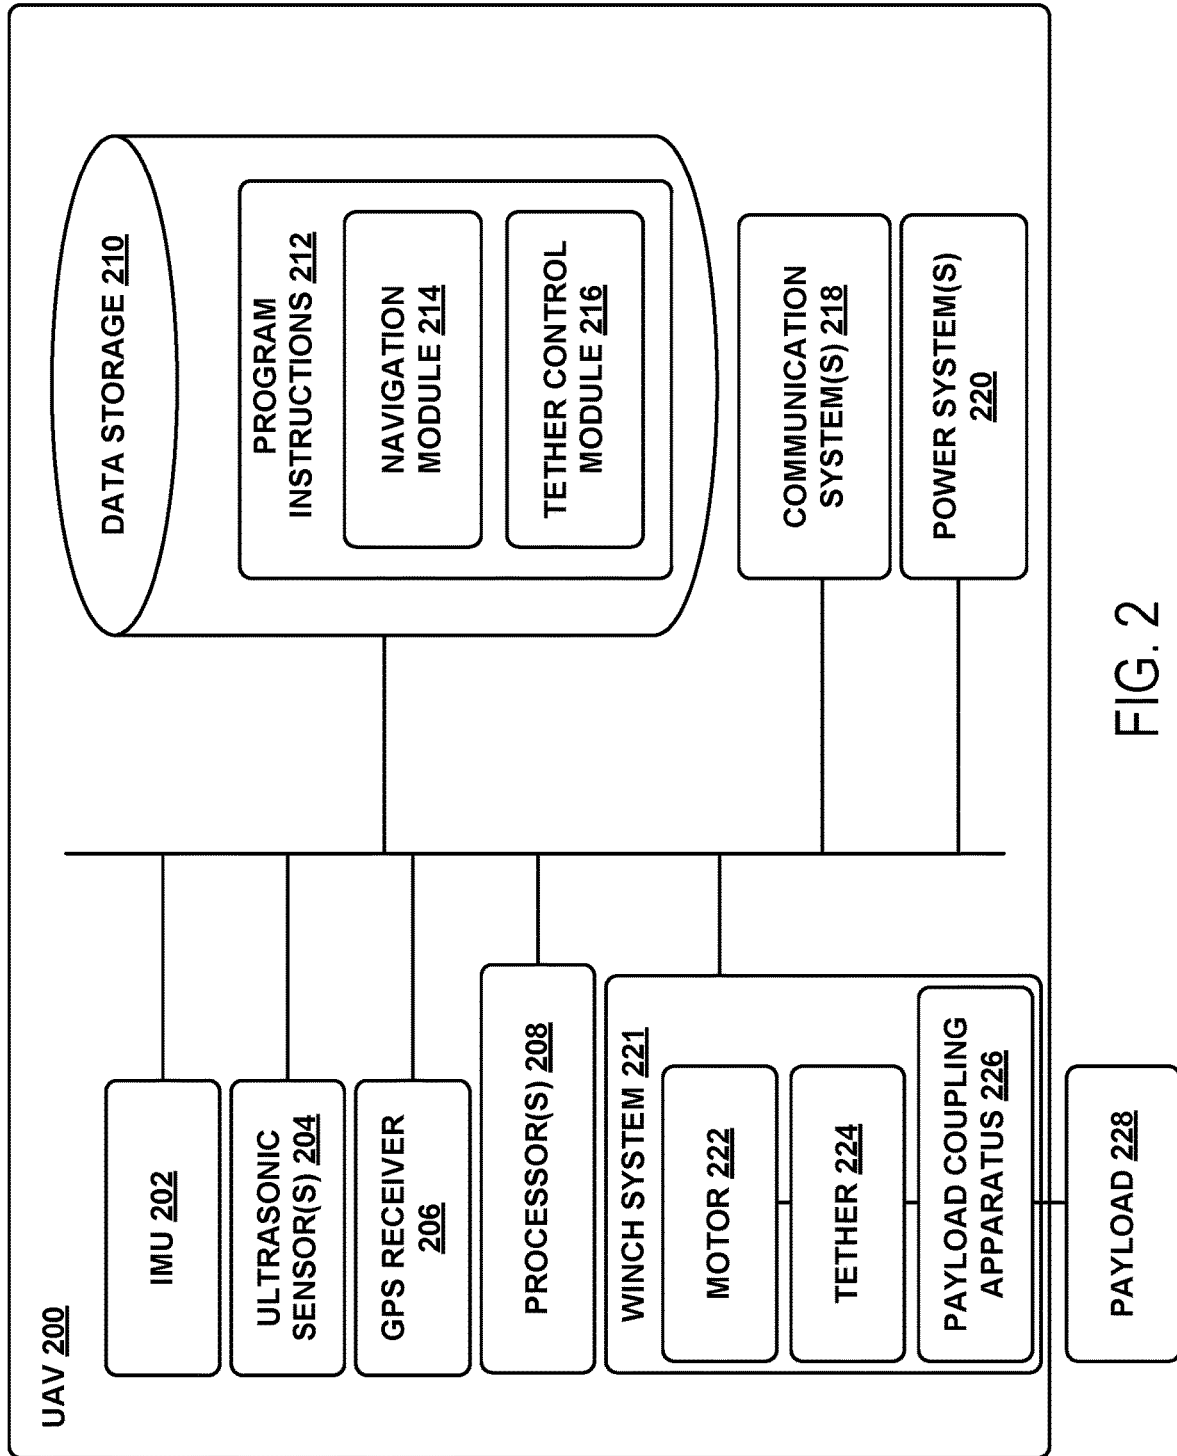 UAV 200
IMU 202
ULTRASONIC
SENSOR(S) 204
GPS RECEIVER
206
PROCESSOR(S) 208
WINCH SYSTEM 221
MOTOR 222
TETHER 224
PAYLOAD COUPLING
APPARATUS 226
PAYLOAD 228
DATA STORAGE 210
PROGRAM
INSTRUCTIONS 212
NAVIGATION
MODULE 214
TETHER CONTROL
MODULE 216
COMMUNICATION
SYSTEM(S) 218
POWER SYSTEM(S)
220
FIG. 2